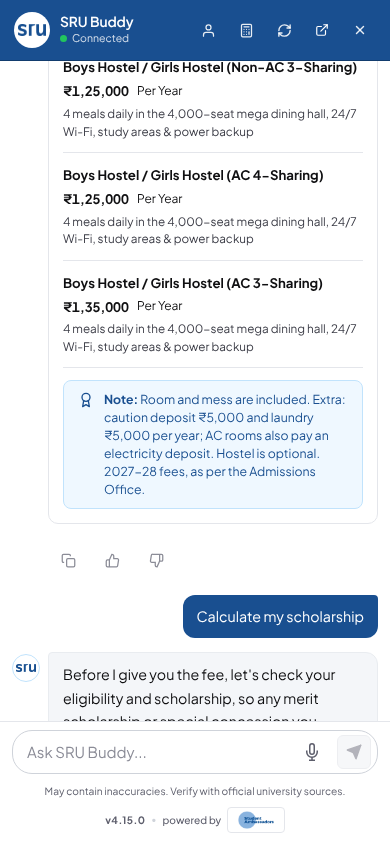 sru
SRU Buddy
Connected
Boys Hostel / Girls Hostel (Non-AC 3-Sharing)
₹1,25,000 Per Year
4 meals daily in the 4,000-seat mega dining hall, 24/7
Wi-Fi, study areas & power backup
Boys Hostel / Girls Hostel (AC 4-Sharing)
₹1,25,000 Per Year
4 meals daily in the 4,000-seat mega dining hall, 24/7
Wi-Fi, study areas & power backup
Boys Hostel / Girls Hostel (AC 3-Sharing)
₹1,35,000 Per Year
4 meals daily in the 4,000-seat mega dining hall, 24/7
Wi-Fi, study areas & power backup
Note: Room and mess are included. Extra:
caution deposit ₹5,000 and laundry
₹5,000 per year; AC rooms also pay an
electricity deposit. Hostel is optional.
2027-28 fees, as per the Admissions
Office.
Calculate my scholarship
sru
Before I give you the fee, let's check your
eligibility and scholarship, so any merit
scholarship or special concession you
Ask SRU Buddy...
May contain inaccuracies. Verify with official university sources.
v4.15.0 • powered by
Student
Ambassadors